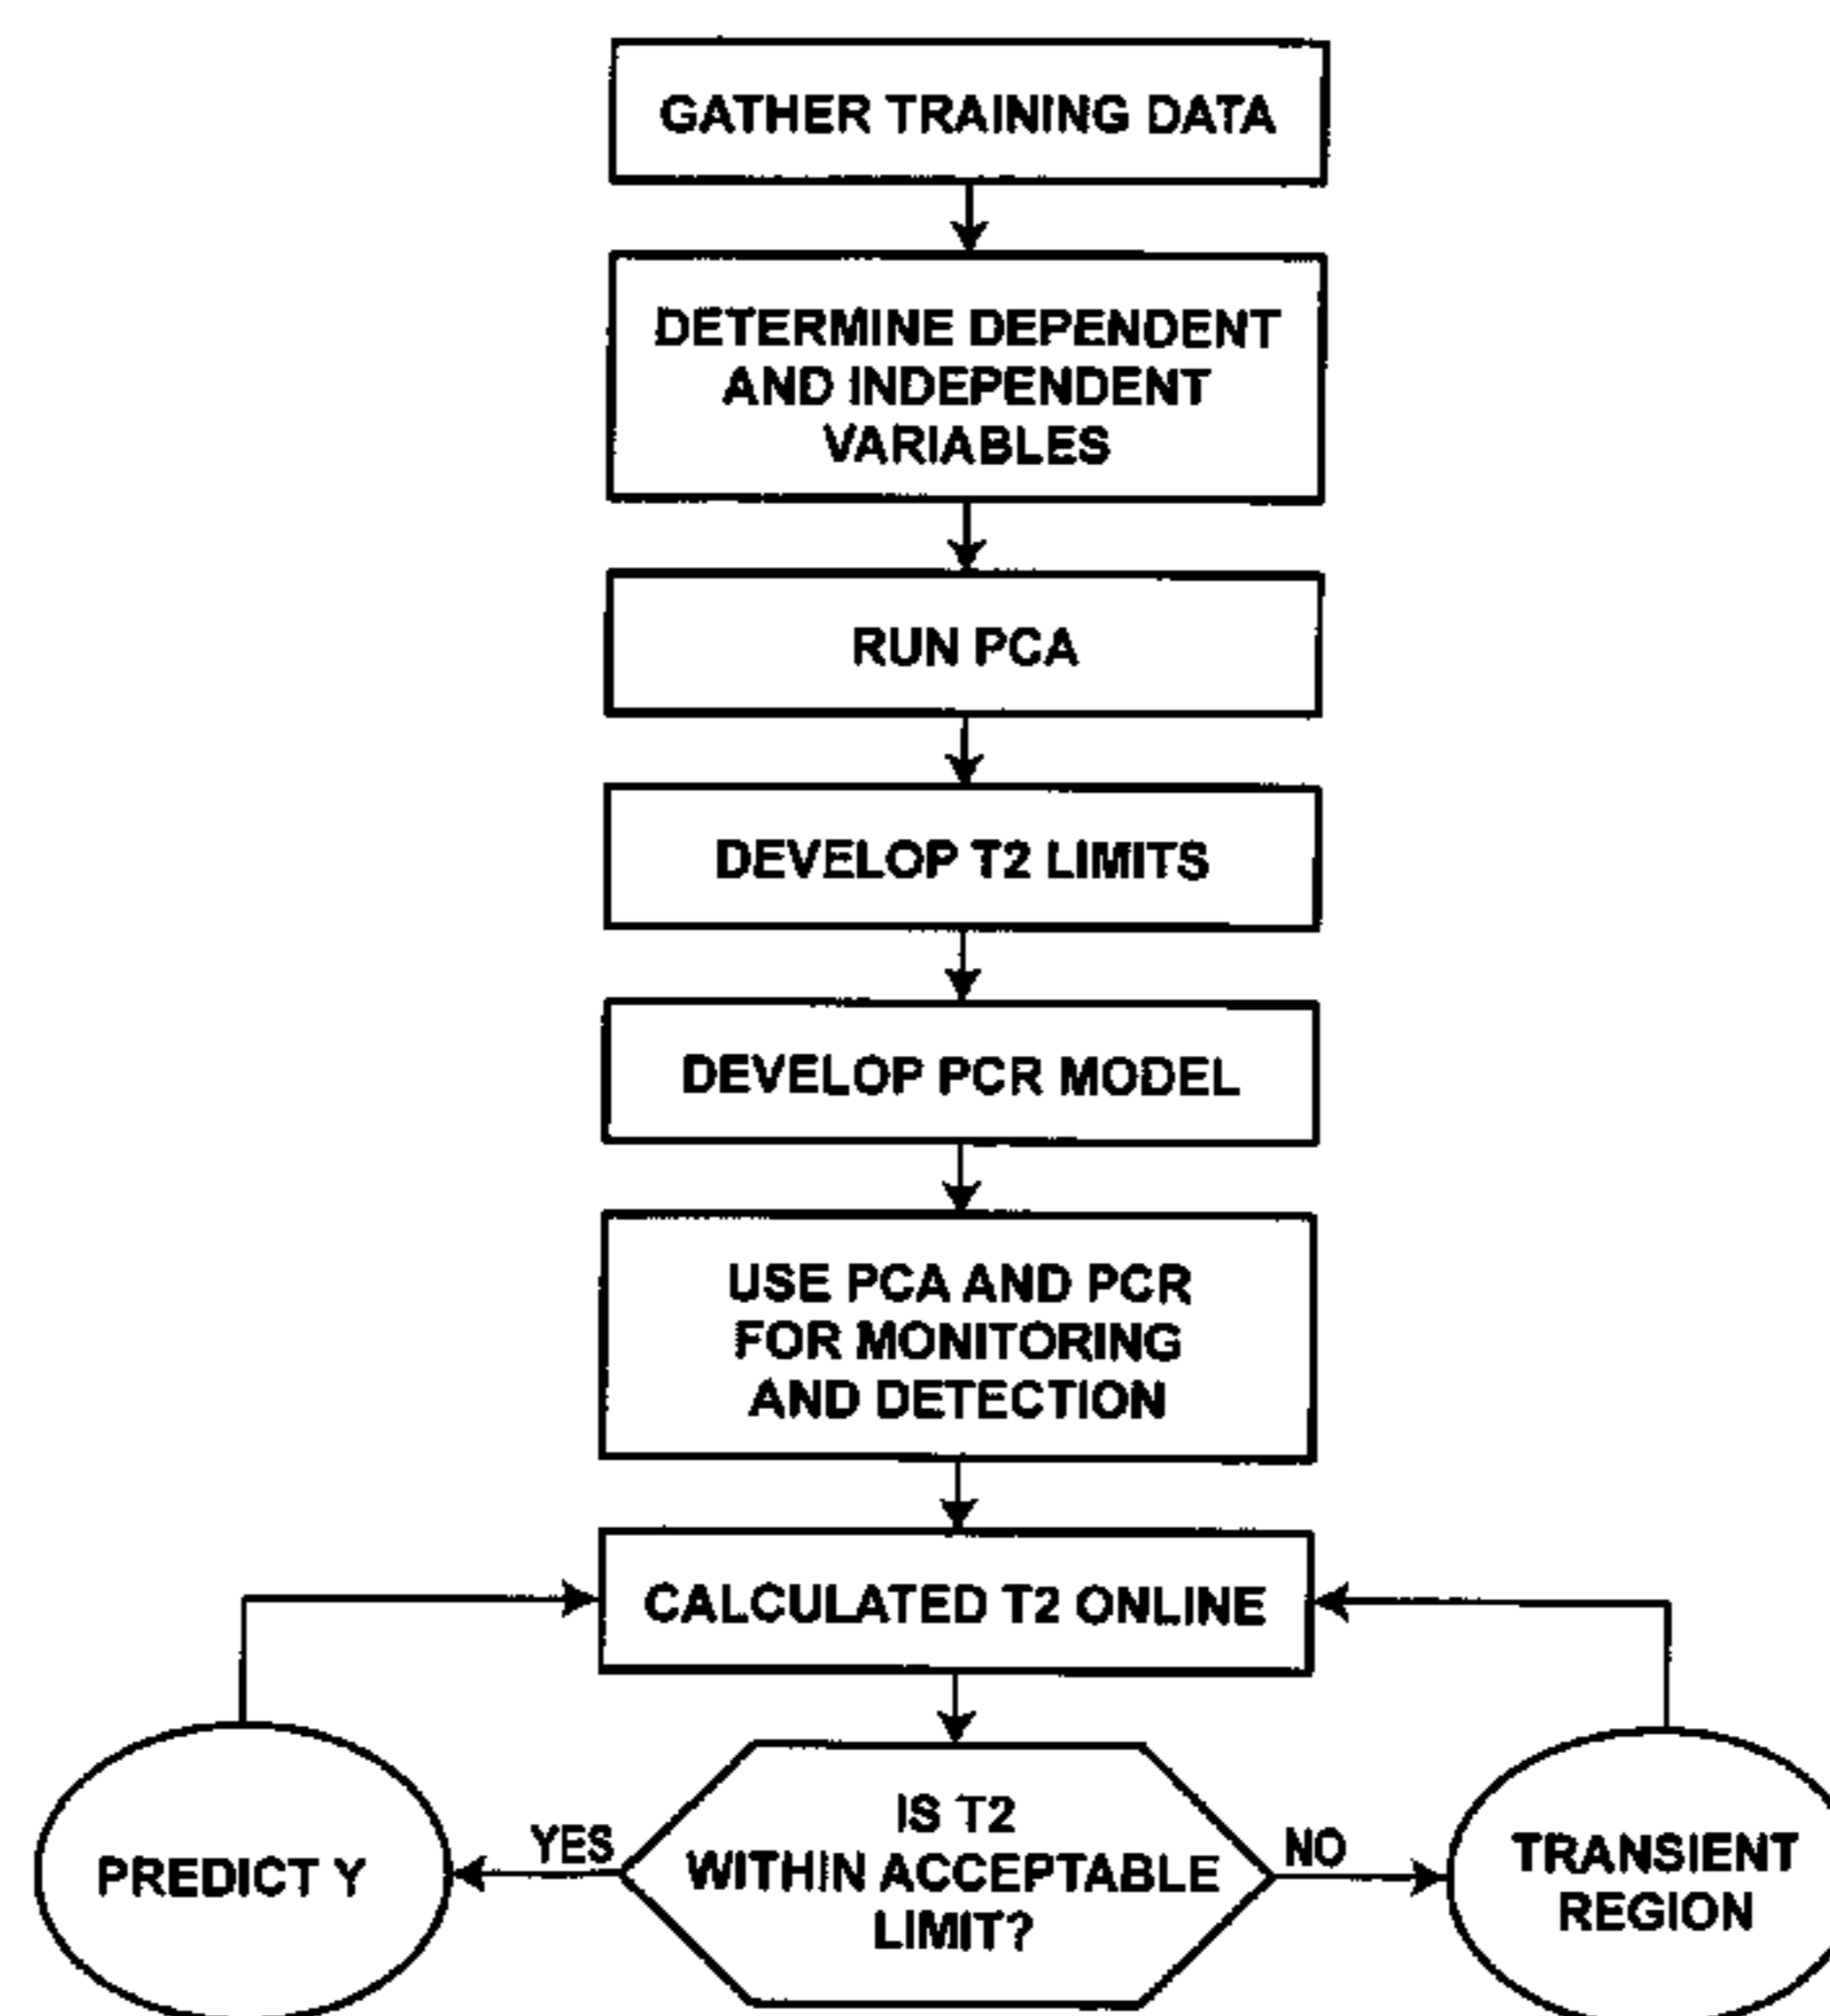 GATHER TRAINING DATA
DETERMINE DEPENDENT
AND INDEPENDENT
VARIABLES
RUN PCA
DEVELOP T2 LIMITS
DEVELOP PCR MODEL
USE PCA AND PCR
FOR MONITORING
AND DETECTION
CALCULATED T2 ONLINE
IS T2
WITHIN ACCEPTABLE
LIMIT?
YES
PREDICT Y
NO
TRANSIENT
REGION